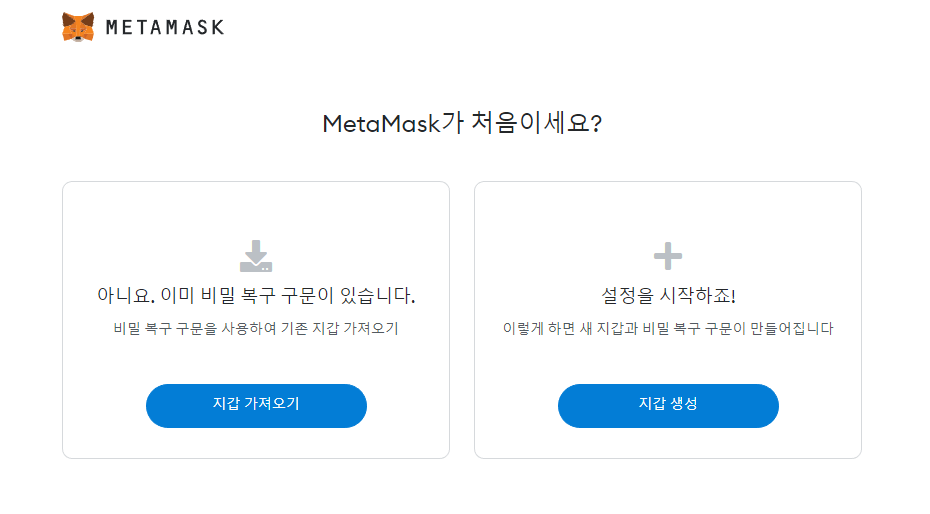 METAMASK
MetaMask가 처음이세요?
아니요. 이미 비밀 복구 구문이 있습니다.
비밀 복구 구문을 사용하여 기존 지갑 가져오기
지갑 가져오기
설정을 시작하죠!
이렇게 하면 새 지갑과 비밀 복구 구문이 만들어집니다
지갑 생성